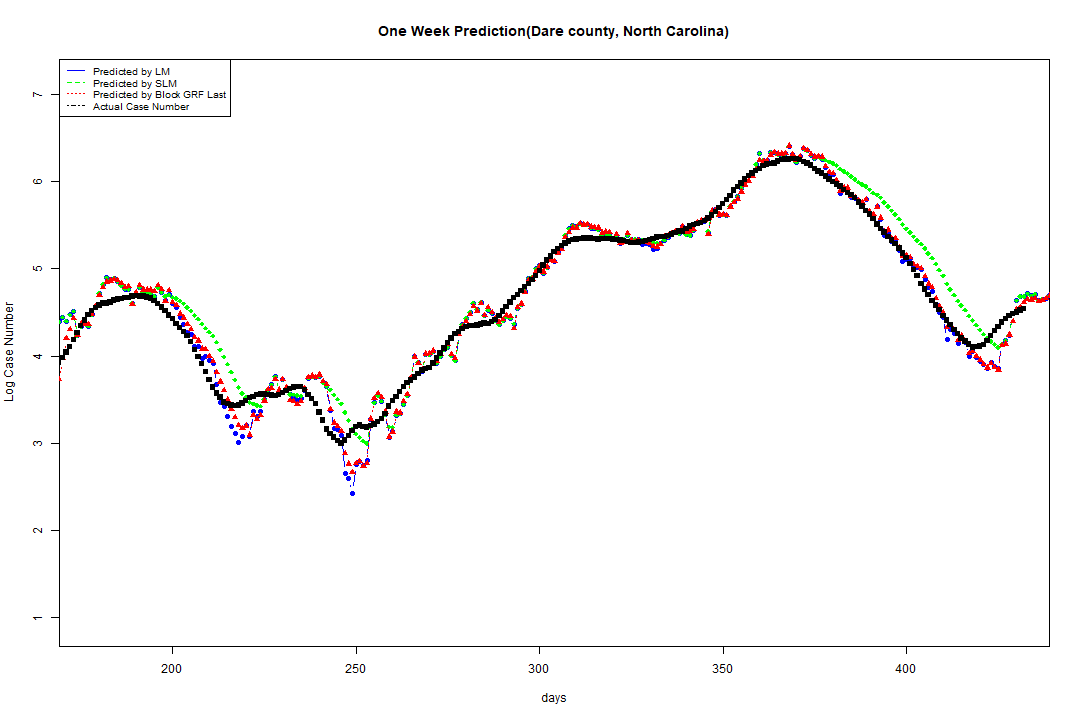 One Week Prediction(Dare county, North Carolina)
Predicted by LM
Predicted by SLM
Predicted by Block GRF Last
Actual Case Number
7
6
5
4
3
2
1
Log Case Number
200 250 300 350 400
days